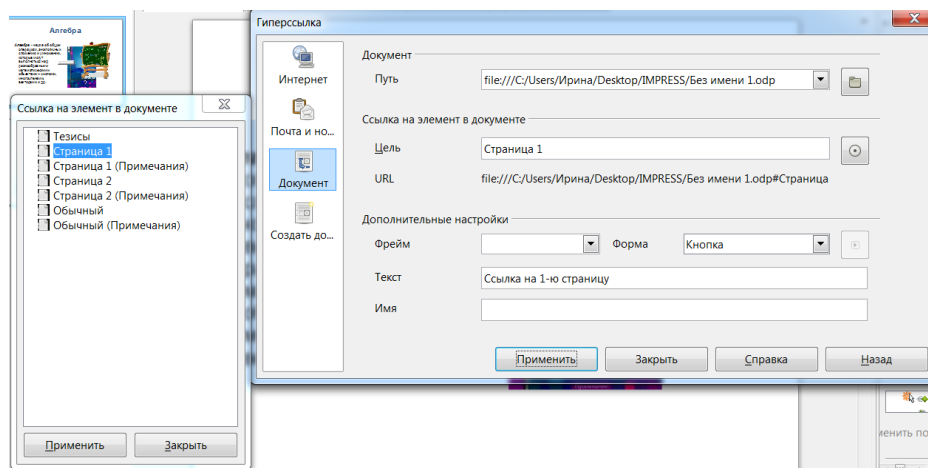 Алгебра
Ссылка на элемент в документе
Тезисы
Страница 1
Страница 1 (Примечания)
Страница 2
Страница 2 (Примечания)
Обычный
Обычный (Примечания)
Применить
Закрыть
Гиперссылка
Интернет
Почта и но...
Документ
Создать до...
Документ
Путь
file:///C:/Users/Ирина/Desktop/IMPRESS/Без имени 1.odp
Ссылка на элемент в документе
Цель
Страница 1
URL
file:///C:/Users/Ирина/Desktop/IMPRESS/Без имени 1.odp#Страница
Дополнительные настройки
Фрейм
Форма
Кнопка
Текст
Ссылка на 1-ю страницу
Имя
Применить
Закрыть
Справка
Назад
менить по